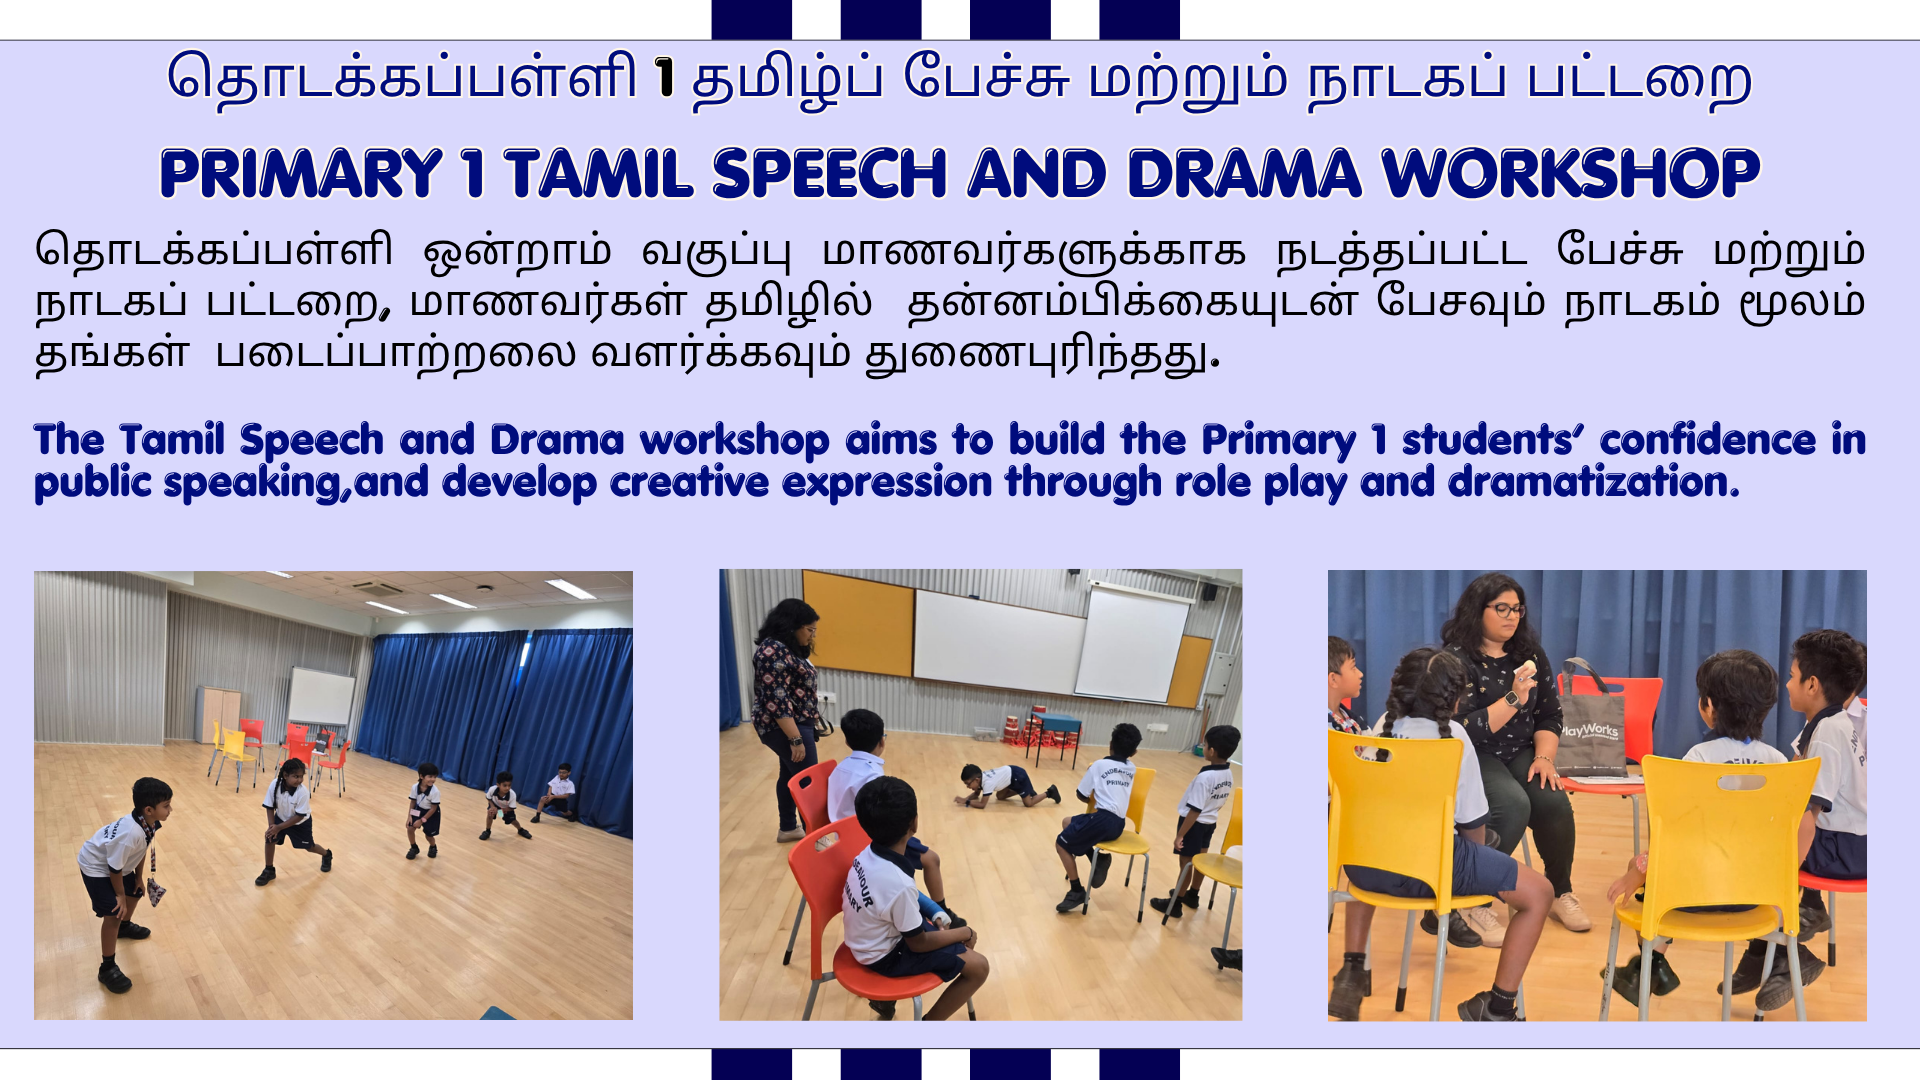 தொடக்கப்பள்ளி 1 தமிழ்ப் பேச்சு மற்றும் நாடகப் பட்டறை
PRIMARY 1 TAMIL SPEECH AND DRAMA WORKSHOP
தொடக்கப்பள்ளி ஒன்றாம் வகுப்பு மாணவர்களுக்காக நடத்தப்பட்ட பேச்சு மற்றும்
நாடகப் பட்டறை, மாணவர்கள் தமிழில் தன்னம்பிக்கையுடன் பேசவும் நாடகம் மூலம்
தங்கள் படைப்பாற்றலை வளர்க்கவும் துணைபுரிந்தது.
The Tamil Speech and Drama workshop aims to build the Primary 1 students’ confidence in
public speaking,and develop creative expression through role play and dramatization.
ENDEAVOUR
PRIMARY
PlayWorks